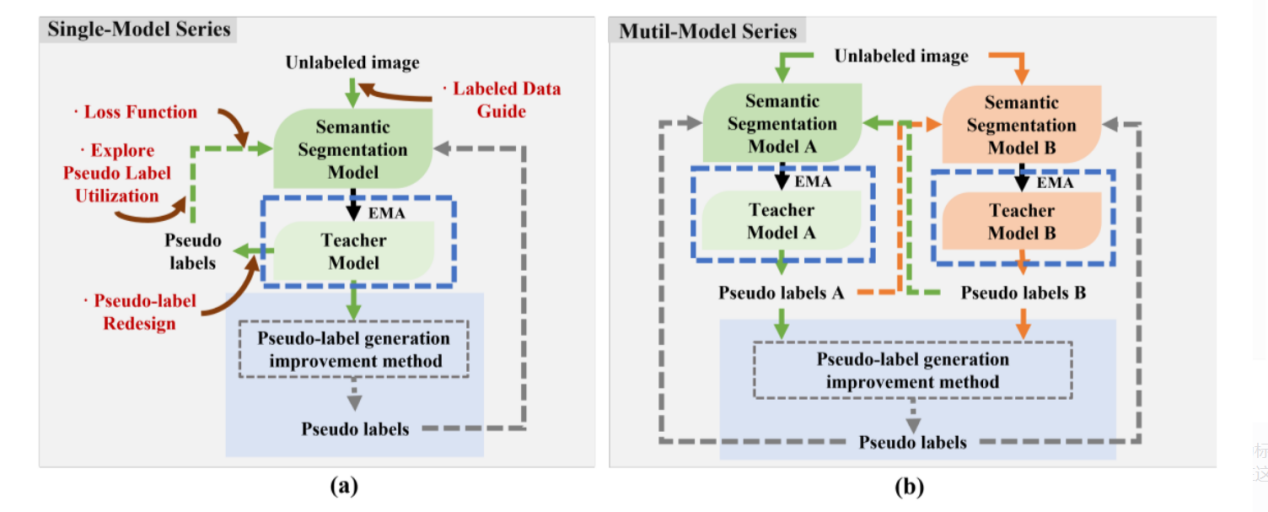 Single-Model Series
Unlabeled image
· Labeled Data
Guide
· Loss Function
Semantic
Segmentation
Model
· Explore
Pseudo Label
Utilization
EMA
Pseudo
labels
Teacher
Model
· Pseudo-label
Redesign
Pseudo-label generation
improvement method
Pseudo labels
(a)
Mutil-Model Series
Unlabeled image
Semantic
Segmentation
Model A
Semantic
Segmentation
Model B
EMA
EMA
Teacher
Model A
Teacher
Model B
Pseudo labels A
Pseudo labels B
Pseudo-label generation
improvement method
Pseudo labels
(b)
标
这